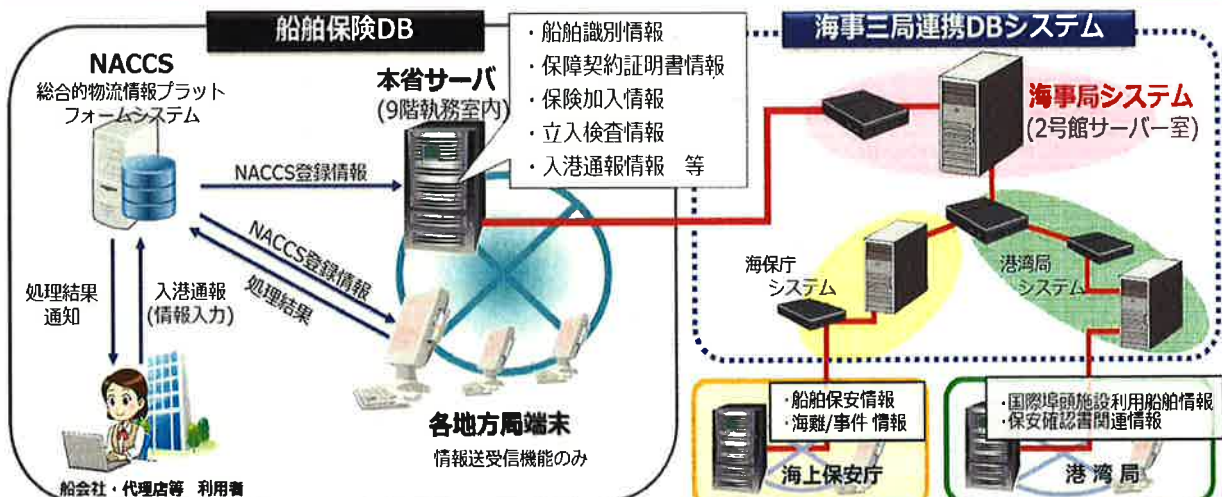 船舶保険DB
NACCS
総合的物流情報プラット
フォームシステム
本省サーバ
(9階執務室内)
・船舶識別情報
・保障契約証明書情報
・保険加入情報
・立入検査情報
・入港通報情報　等
NACCS登録情報
NACCS登録情報
処理結果
処理結果
通知
入港通報
(情報入力)
船会社・代理店等　利用者
各地方局端末
情報送受信機能のみ
海事三局連携DBシステム
海事局システム
(2号館サーバー室)
海保庁
システム
港湾局
システム
・船舶保安情報
・海難/事件 情報
海上保安庁
・国際埠頭施設利用船舶情報
・保安確認書関連情報
港 湾 局